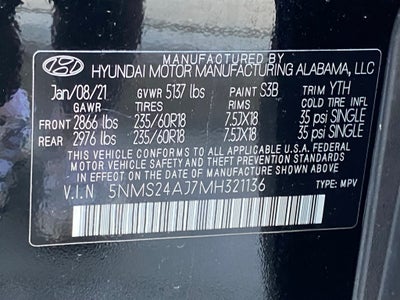 MANUFACTURED BY
HYUNDAI MOTOR MANUFACTURING ALABAMA, LLC
Jan/08/21 GVWR 5137 lbs PAINT S3B TRIM YTH
GAWR TIRES RIMS COLD TIRE INFL
FRONT 2866 lbs 235/60R18 7.5JX18 35 psi SINGLE
REAR 2976 lbs 235/60R18 7.5JX18 35 psi SINGLE
THIS VEHICLE CONFORMS TO ALL APPLICABLE U.S.A. FEDERAL
MOTOR VEHICLE SAFETY AND THEFT PREVENTION STANDARDS
IN EFFECT ON THE DATE OF MANUFACTURE SHOWN ABOVE.
V.I.N 5NMS24AJ7MH321136 TYPE: MPV